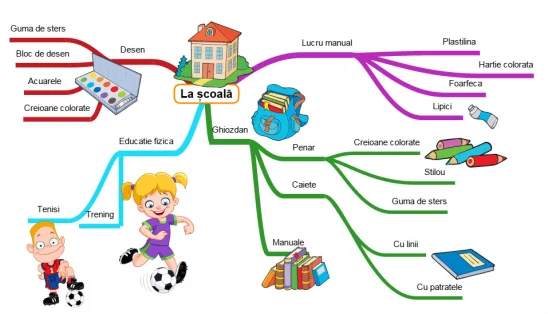 La școală
Desen
Guma de sters
Bloc de desen
Acuarele
Creioane colorate
Lucru manual
Plastilina
Hartie colorata
Foarfeca
Lipici
Educatie fizica
Tenisi
Trening
Ghiozdan
Penar
Creioane colorate
Stilou
Guma de sters
Caiete
Cu linii
Cu patratele
Manuale